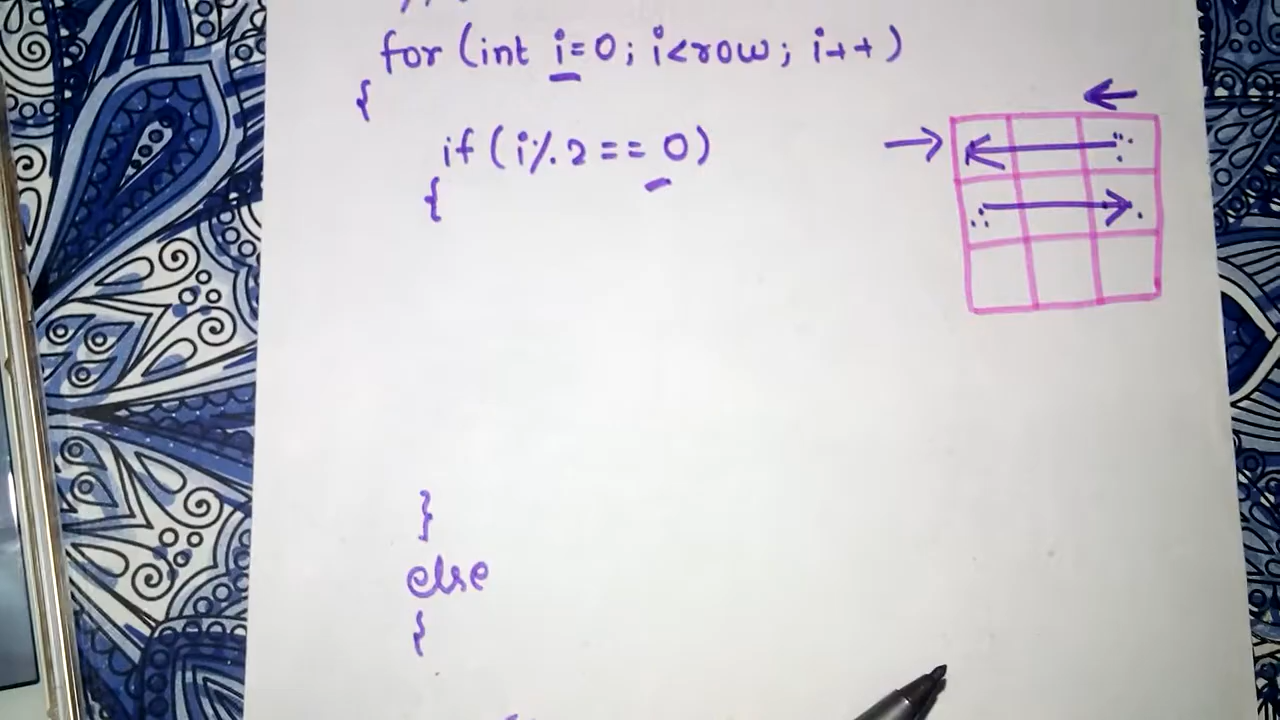 for (int i=0; i<row; i++)
{
if (i%2 == 0)
{
}
else
{